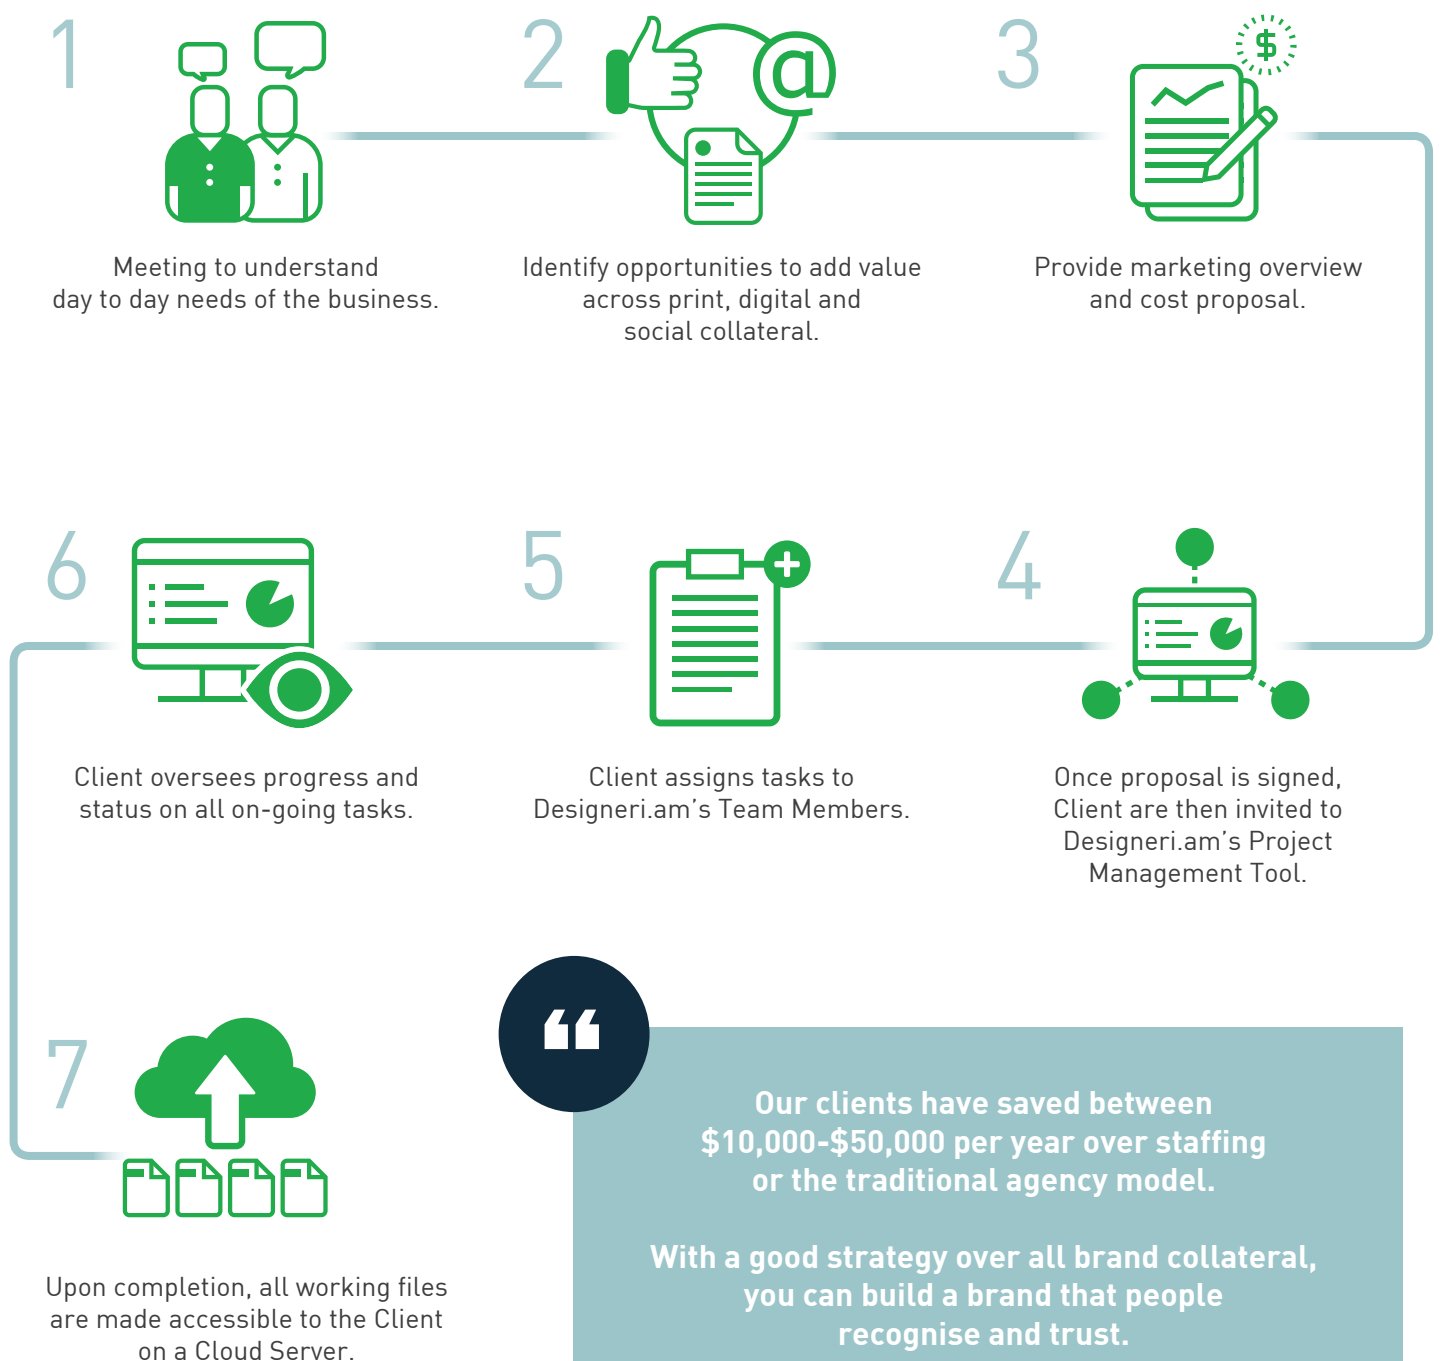 1
Meeting to understand
day to day needs of the business.
2
@
Identify opportunities to add value
across print, digital and
social collateral.
3
$
Provide marketing overview
and cost proposal.
4
Once proposal is signed,
Client are then invited to
Designeri.am’s Project
Management Tool.
5
Client assigns tasks to
Designeri.am’s Team Members.
6
Client oversees progress and
status on all on-going tasks.
7
Upon completion, all working files
are made accessible to the Client
on a Cloud Server.
“
Our clients have saved between
$10,000-$50,000 per year over staffing
or the traditional agency model.
With a good strategy over all brand collateral,
you can build a brand that people
recognise and trust.